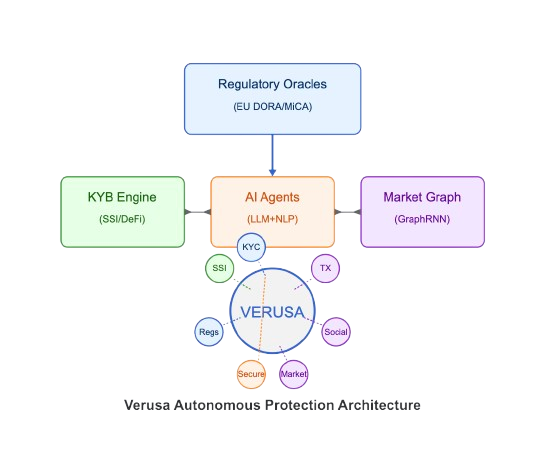 Regulatory Oracles
(EU DORA/MiCA)
KYB Engine
(SSI/DeFi)
AI Agents
(LLM+NLP)
Market Graph
(GraphRNN)
KYC
SSI
TX
VERUSA
Regs
Social
Secure
Market
Verusa Autonomous Protection Architecture